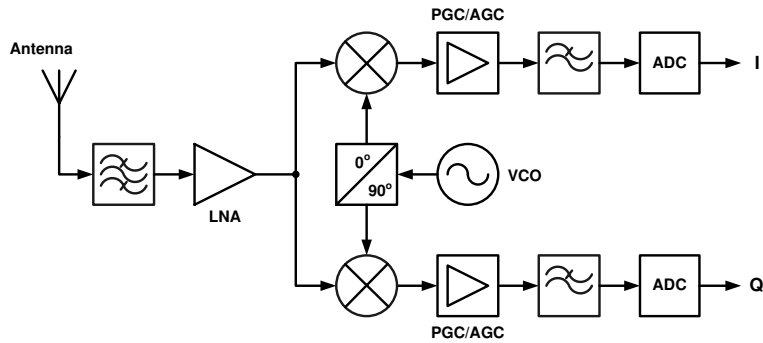 PGC/AGC
Antenna
ADC
I
0°
90°
VCO
LNA
ADC
Q
PGC/AGC